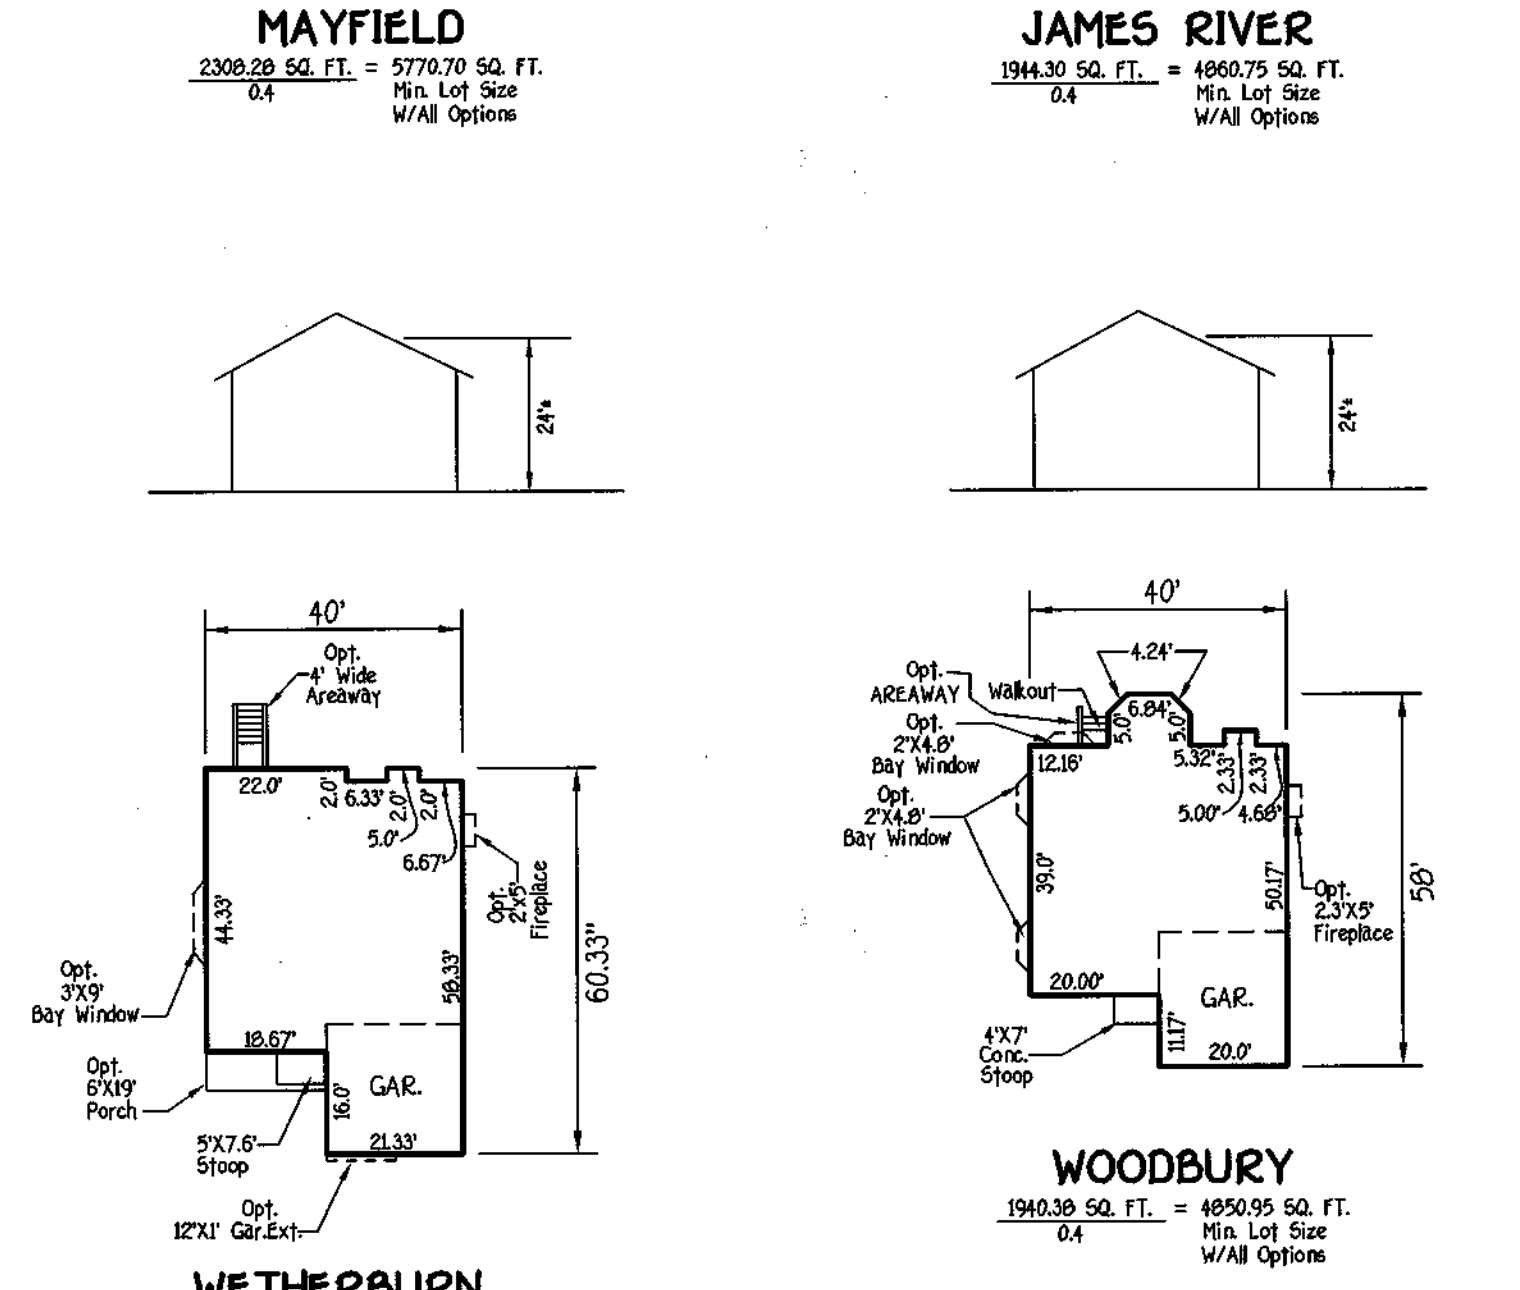 MAYFIELD
2308.28 SQ. FT. = 5770.70 SQ. FT.
0.4
Min. Lot Size
W/All Options
JAMES RIVER
1944.30 SQ. FT. = 4860.75 SQ. FT.
0.4
Min. Lot Size
W/All Options
24'±
24'±
40'
Opt.
4' Wide
Areaway
22.0'
2.0'
6.33'
2.0'
2.0'
5.0'
6.67'
Opt.
2'x5'
Fireplace
44.33'
58.33'
60.33"
Opt.
3'X9'
Bay Window
18.67'
Opt.
6'X19'
Porch
GAR.
16.0'
21.33'
5'X7.6'
Stoop
Opt.
12"X1' Gar.Ext.
WETHERBURN
40'
4.24'
Opt.
AREAWAY
Walkout
6.84'
5.0'
5.0'
Opt.
2'X4.8'
Bay Window
12.16'
5.32'
2.33'
2.33'
5.00'
4.68'
Opt.
2'X4.8'
Bay Window
39.0'
50.17'
58'
Opt.
2.3'X5'
Fireplace
20.00'
GAR.
11.17'
20.0'
4'X7'
Conc.
Stoop
WOODBURY
1940.38 SQ. FT. = 4850.95 SQ. FT.
0.4
Min. Lot Size
W/All Options